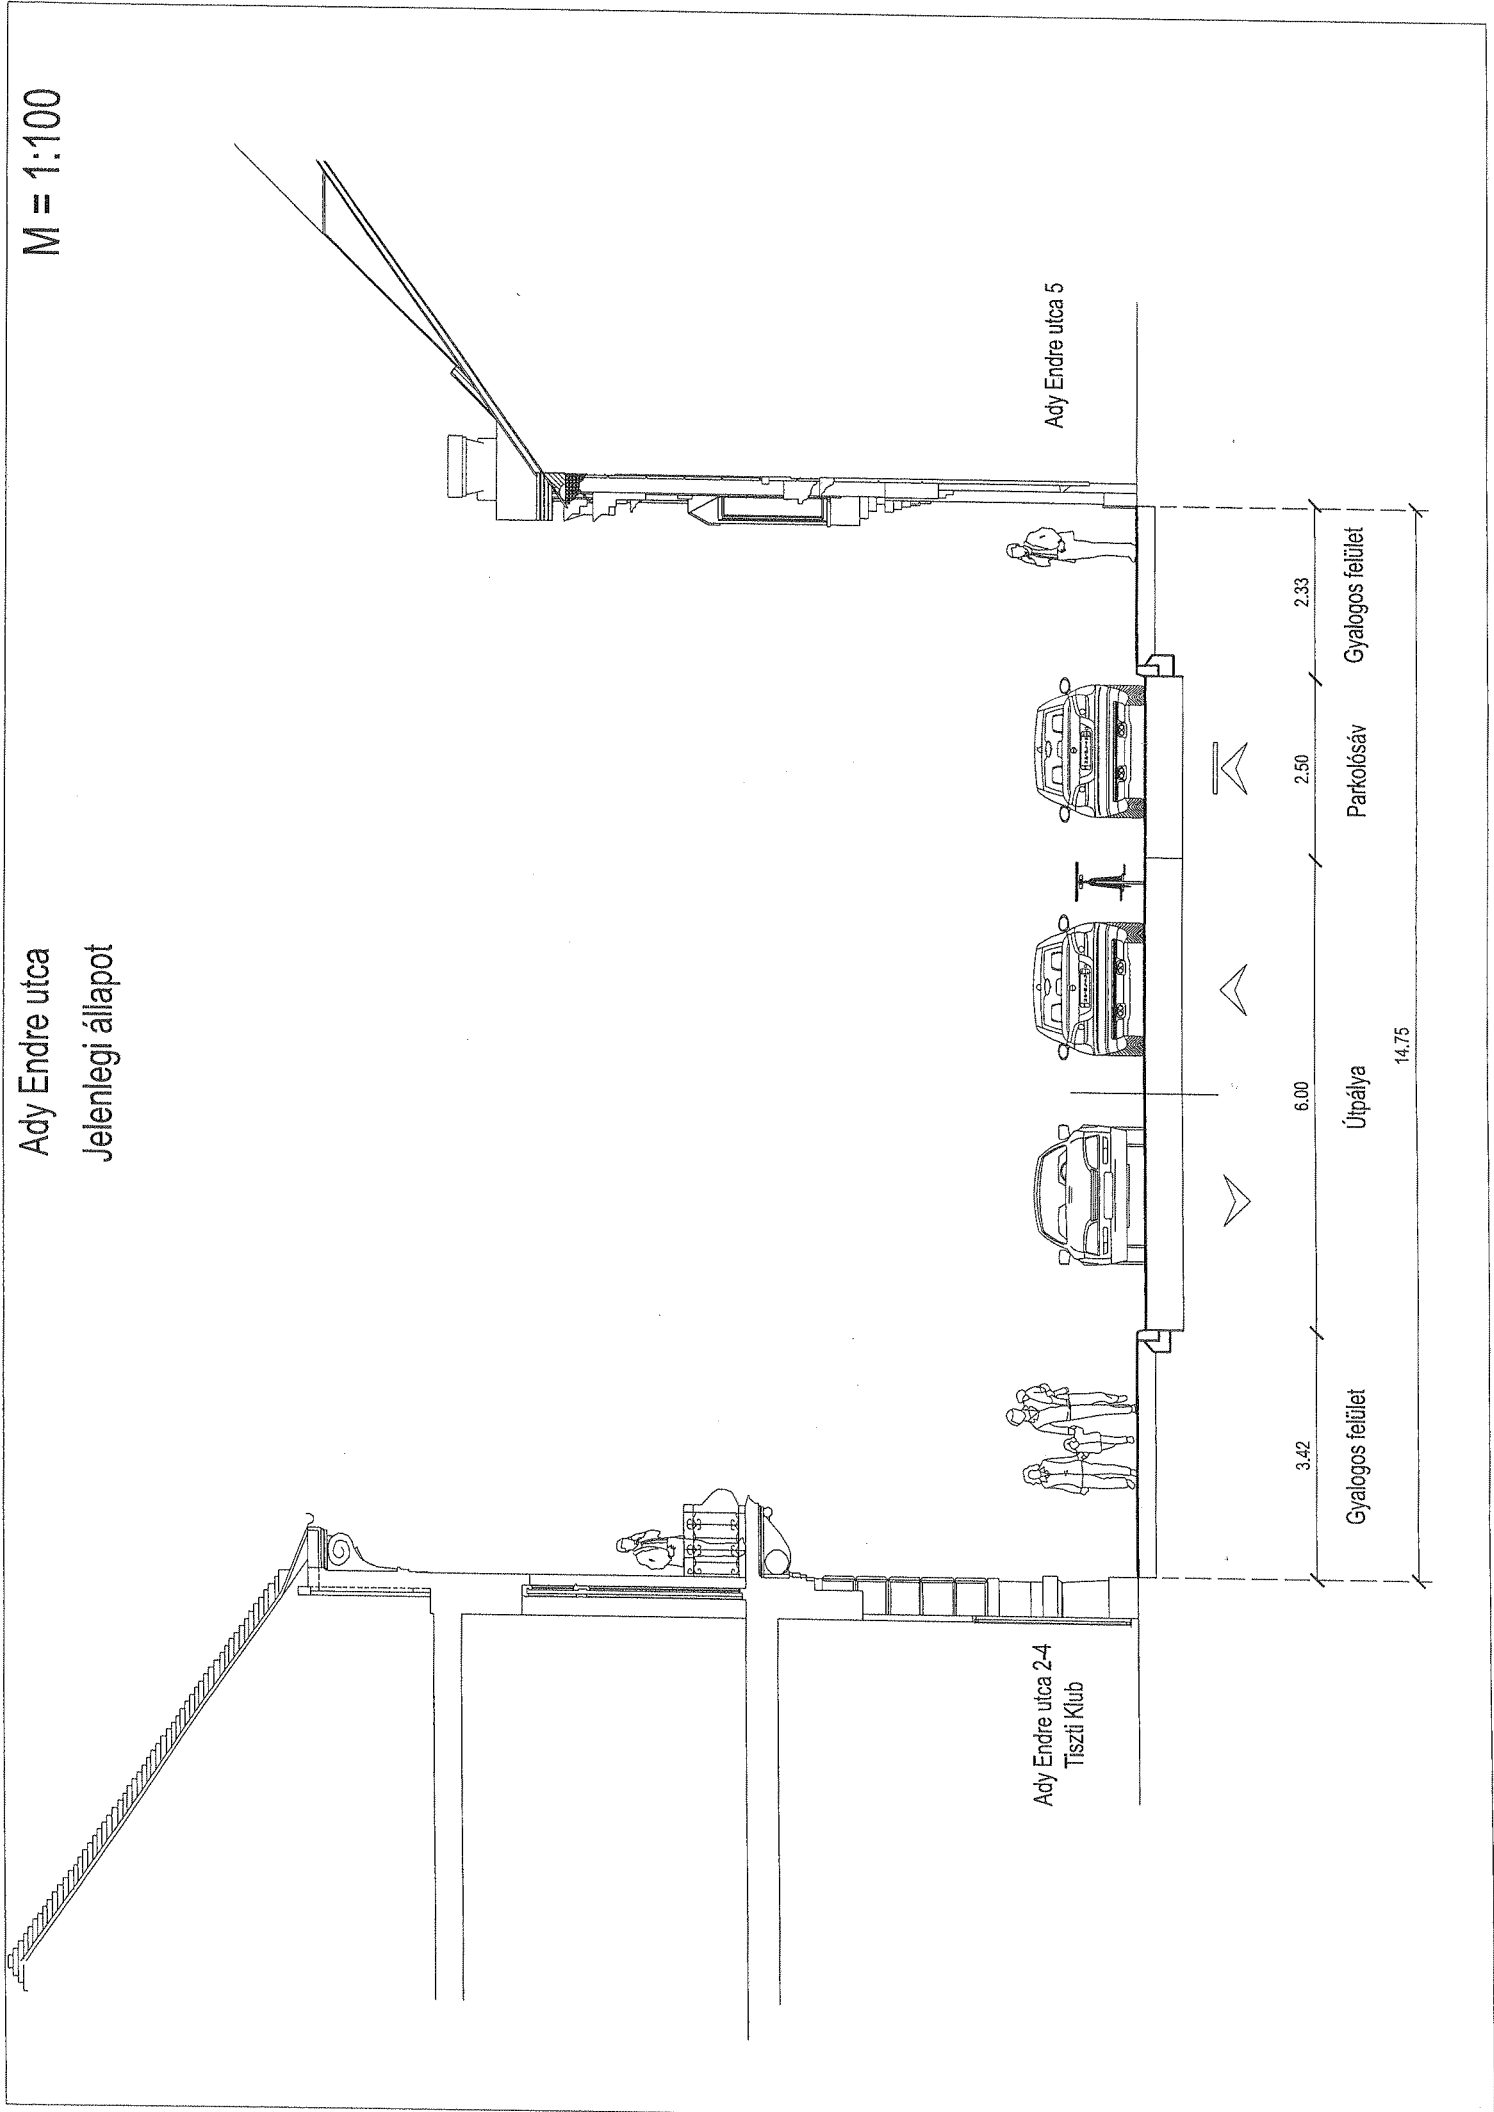 Ady Endre utca
Jelenlegi állapot
M = 1:100
Ady Endre utca 2-4
Tiszti Klub
Ady Endre utca 5
3.42
6.00
2.50
2.33
Gyalogos felület
Útpálya
Parkolósáv
Gyalogos felület
14.75